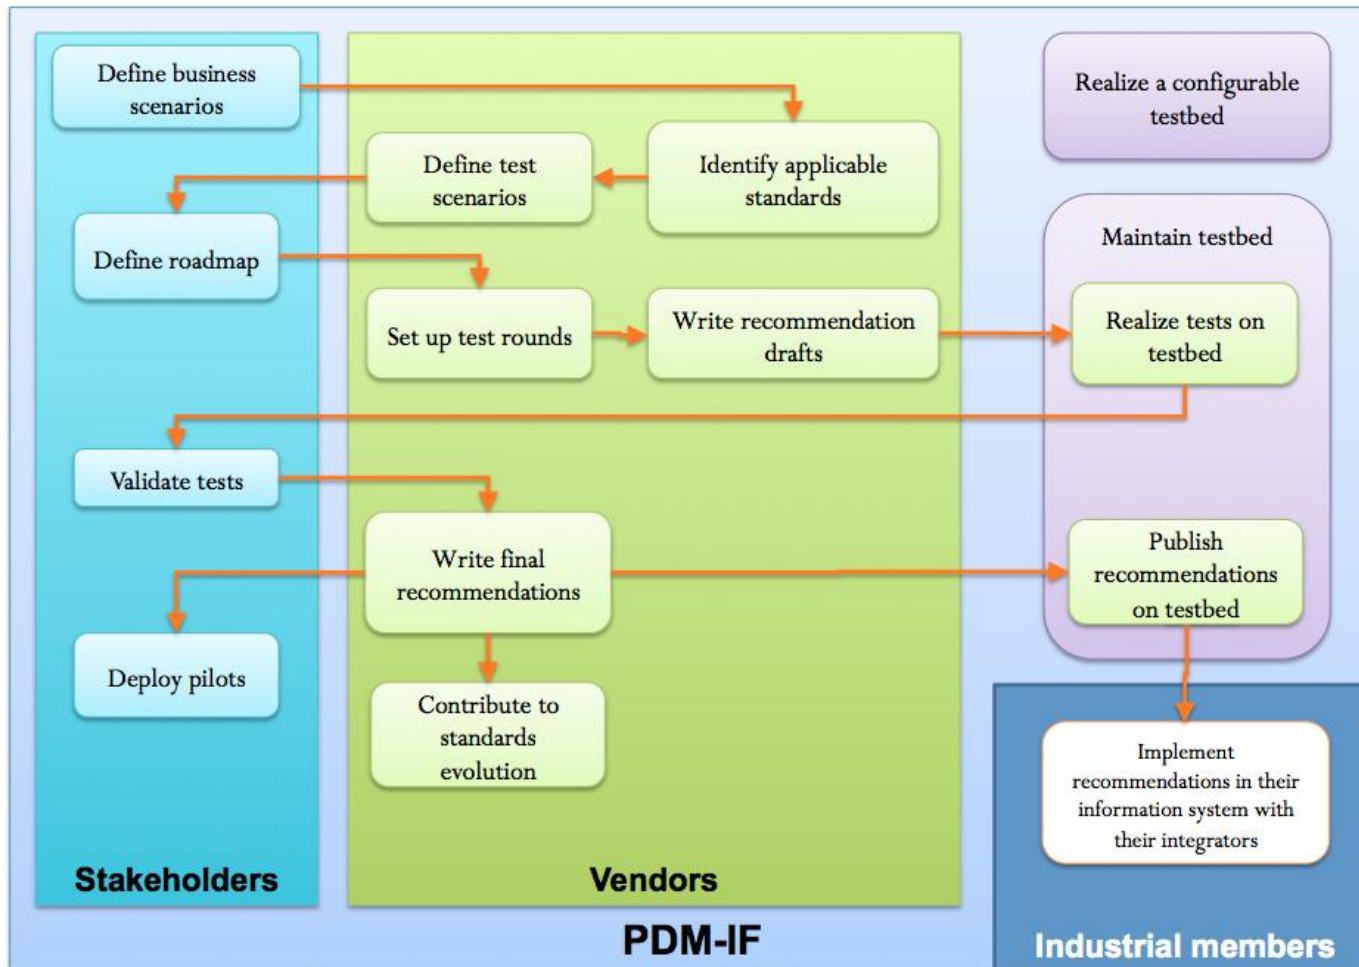 Define business
scenarios
Realize a configurable
testbed
Identify applicable
standards
Define test
scenarios
Define roadmap
Maintain testbed
Set up test rounds
Write recommendation
drafts
Realize tests on
testbed
Validate tests
Write final
recommendations
Publish
recommendations
on testbed
Deploy pilots
Contribute to
standards
evolution
Implement
recommendations in their
information system with
their integrators
Stakeholders
Vendors
PDM-IF
Industrial members